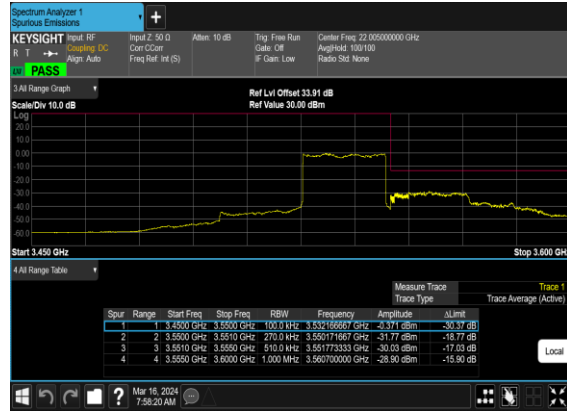 Spectrum Analyzer 1
Spurious Emissions
KEYSIGHT Input: RF Input Z: 50 Ω Atten: 10 dB Trig: Free Run Center Freq: 22.005000000 GHz
R T Coupling: DC Corr CCorr Gate: Off Avg|Hold: 100/100
Align: Auto Freq Ref: Int (S) IF Gain: Low Radio Std: None
PASS
3 All Range Graph
Ref Lvl Offset 33.91 dB
Scale/Div 10.0 dB Ref Value 30.00 dBm
Log
20.0
10.0
0.00
-10.0
-20.0
-30.0
-40.0
-50.0
-60.0
Start 3.450 GHz Stop 3.600 GH
4 All Range Table
Measure Trace Trace 1
Trace Type Trace Average (Active)
Spur Range Start Freq Stop Freq RBW Frequency Amplitude ΔLimit
1 1 3.4500 GHz 3.5500 GHz 100.0 kHz 3.532166667 GHz -0.371 dBm -30.37 dB
2 2 3.5500 GHz 3.5510 GHz 270.0 kHz 3.550171667 GHz -31.77 dBm -18.77 dB
3 3 3.5510 GHz 3.5550 GHz 510.0 kHz 3.551773333 GHz -30.03 dBm -17.03 dB
4 4 3.5550 GHz 3.6000 GHz 1.000 MHz 3.560700000 GHz -28.90 dBm -15.90 dB
Local
? Mar 16, 2024
7:58:20 AM